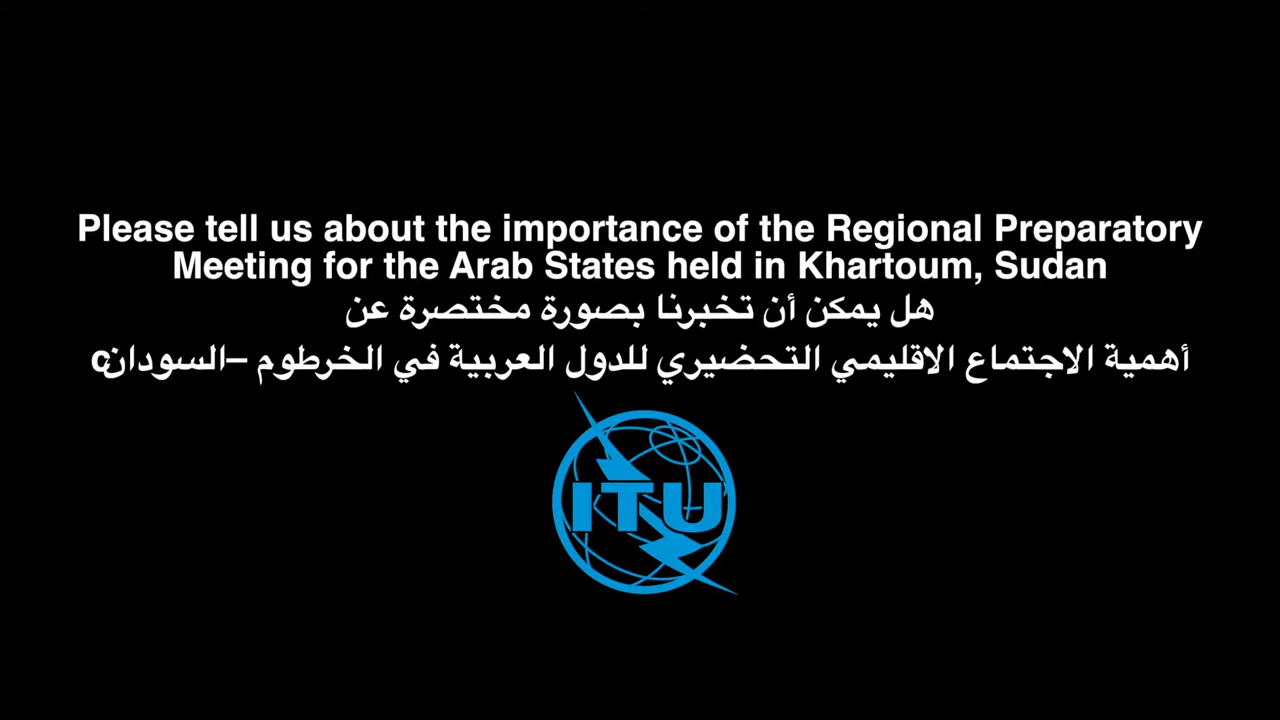 Please tell us about the importance of the Regional Preparatory
Meeting for the Arab States held in Khartoum, Sudan
هل يمكن أن تخبرنا بصورة مختصرة عن
أهمية الاجتماع الاقليمي التحضيري للدول العربية في الخرطوم –السودانc
ITU